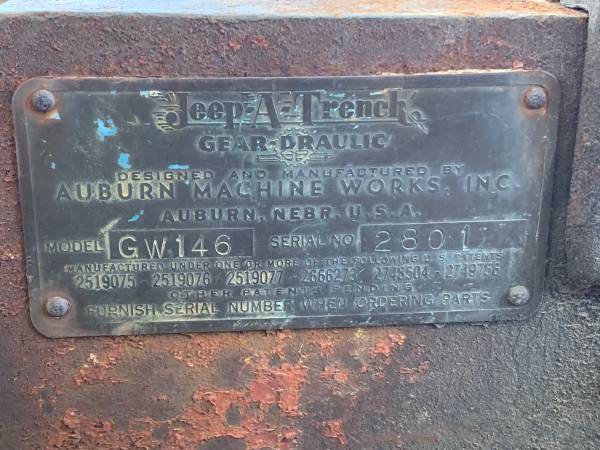 Jeep-A-Trench
GEAR-DRAULIC
DESIGNED AND MANUFACTURED BY
AUBURN MACHINE WORKS, INC.
AUBURN, NEBR. U.S.A.
MODEL GW146 SERIAL NO. 2801
MANUFACTURED UNDER ONE OR MORE OF THE FOLLOWING U.S. PATENTS
2519075 - 2519076 - 2519077 - 2666273 - 2748504 - 2749756
OTHER PATENTS PENDING
FURNISH SERIAL NUMBER WHEN ORDERING PARTS